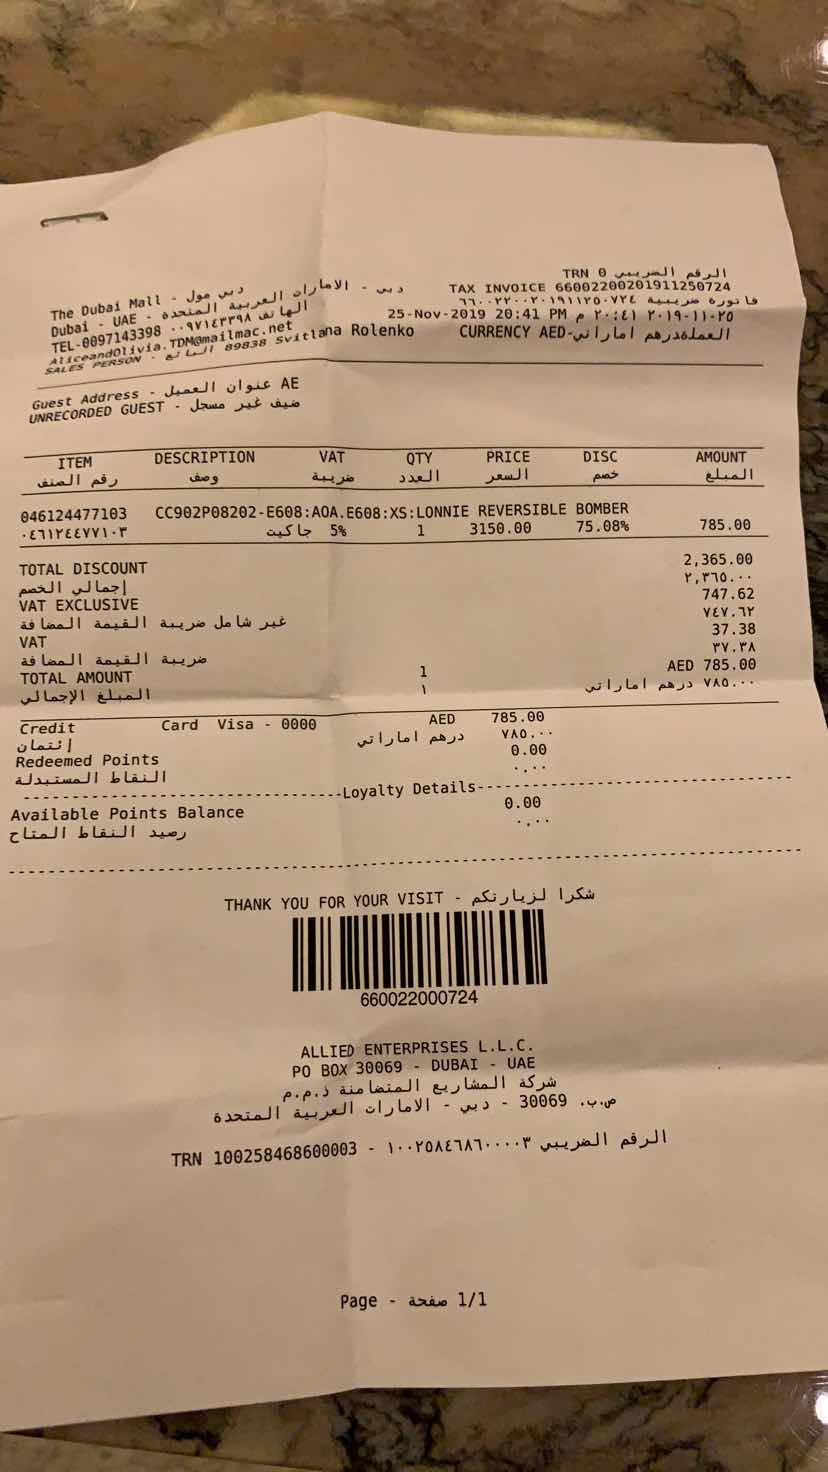 The Dubai Mall - دبي مول
Dubai - UAE - دبي - الامارات العربية المتحدة
TEL-0097143398 ٠٠٩٧١٤٣٣٩٨ الهاتف
AliceandOlivia.TDM@mailmac.net
SALES PERSON - البائع 89838 Svitlana Rolenko
TRN 0 الرقم الضريبي
TAX INVOICE 66002200201911250724
فاتورة ضريبية ٦٦٠٠٢٢٠٠٢٠١٩١١٢٥٠٧٢٤
25-Nov-2019 20:41 PM ٢٠١٩-١١-٢٥ ٢٠:٤١ م
CURRENCY AED-العملةدرهم اماراتي
Guest Address - عنوان العميل AE
UNRECORDED GUEST - ضيف غير مسجل
ITEM DESCRIPTION VAT QTY PRICE DISC AMOUNT
رقم الصنف وصف ضريبة العدد السعر خصم المبلغ
046124477103 CC902P08202-E608:AOA.E608:XS:LONNIE REVERSIBLE BOMBER
٠٤٦١٢٤٤٧٧١٠٣ جاكيت 5% 1 3150.00 75.08% 785.00
TOTAL DISCOUNT 2,365.00
إجمالي الخصم ٢,٣٦٥.٠٠
VAT EXCLUSIVE 747.62
غير شامل ضريبة القيمة المضافة ٧٤٧.٦٢
VAT 37.38
ضريبة القيمة المضافة ٣٧.٣٨
TOTAL AMOUNT 1 AED 785.00
المبلغ الإجمالي ١ ٧٨٥.٠٠ درهم اماراتي
Credit Card Visa - 0000 AED 785.00
إئتمان درهم اماراتي ٧٨٥.٠٠
Redeemed Points 0.00
النقاط المستبدلة ٠.٠٠
Loyalty Details
Available Points Balance 0.00
رصيد النقاط المتاح ٠.٠٠
THANK YOU FOR YOUR VISIT - شكرا لزيارتكم
660022000724
ALLIED ENTERPRISES L.L.C.
PO BOX 30069 - DUBAI - UAE
شركة المشاريع المتضامنة ذ.م.م
ص.ب. 30069 - دبي - الامارات العربية المتحدة
TRN 100258468600003 - ١٠٠٢٥٨٤٦٨٦٠٠٠٠٣ الرقم الضريبي
Page - صفحة 1/1